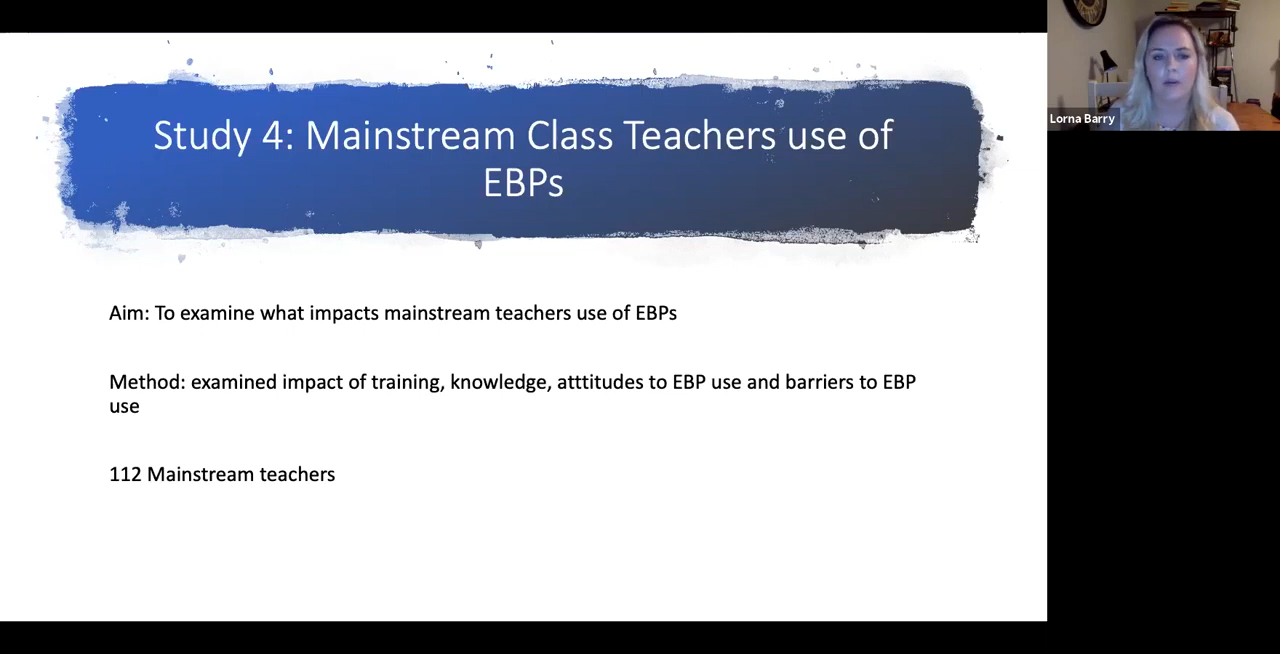 Study 4: Mainstream Class Teachers use of
EBPs
Aim: To examine what impacts mainstream teachers use of EBPs
Method: examined impact of training, knowledge, atttitudes to EBP use and barriers to EBP
use
112 Mainstream teachers
Lorna Barry